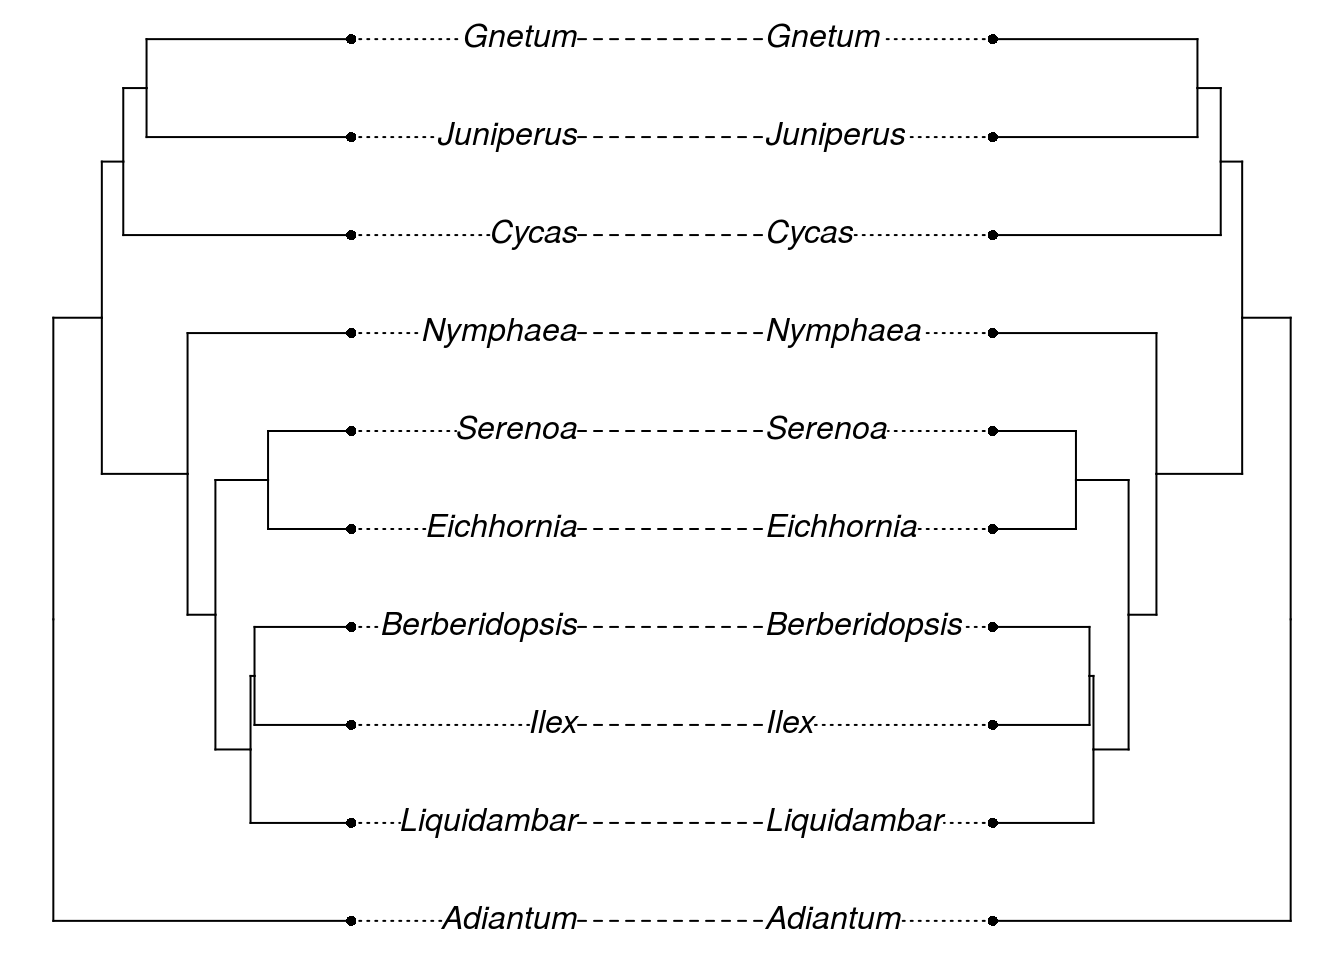 Gnetum Gnetum
Juniperus Juniperus
Cycas Cycas
Nymphaea Nymphaea
Serenoa Serenoa
Eichhornia Eichhornia
Berberidopsis Berberidopsis
Ilex Ilex
Liquidambar Liquidambar
Adiantum Adiantum